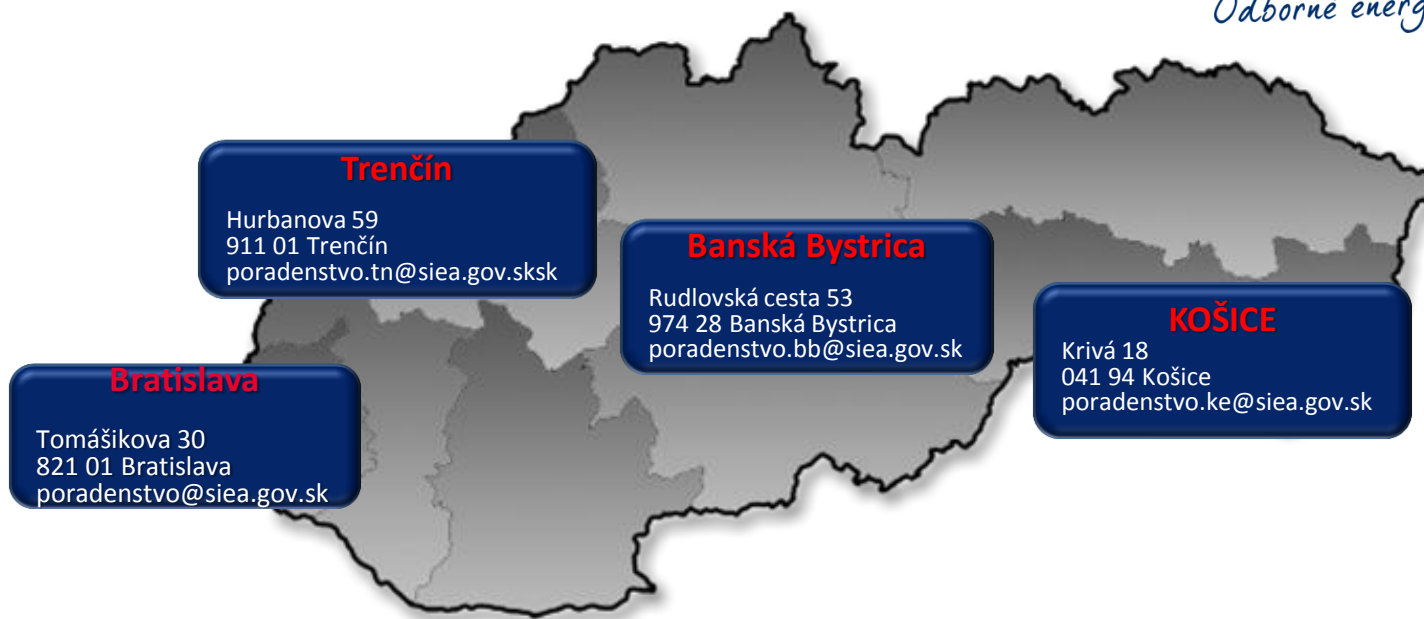 Odborné energ
Trenčín
Hurbanova 59
911 01 Trenčín
poradenstvo.tn@siea.gov.sksk
Banská Bystrica
Rudlovská cesta 53
974 28 Banská Bystrica
poradenstvo.bb@siea.gov.sk
KOŠICE
Krivá 18
041 94 Košice
poradenstvo.ke@siea.gov.sk
Bratislava
Tomášikova 30
821 01 Bratislava
poradenstvo@siea.gov.sk